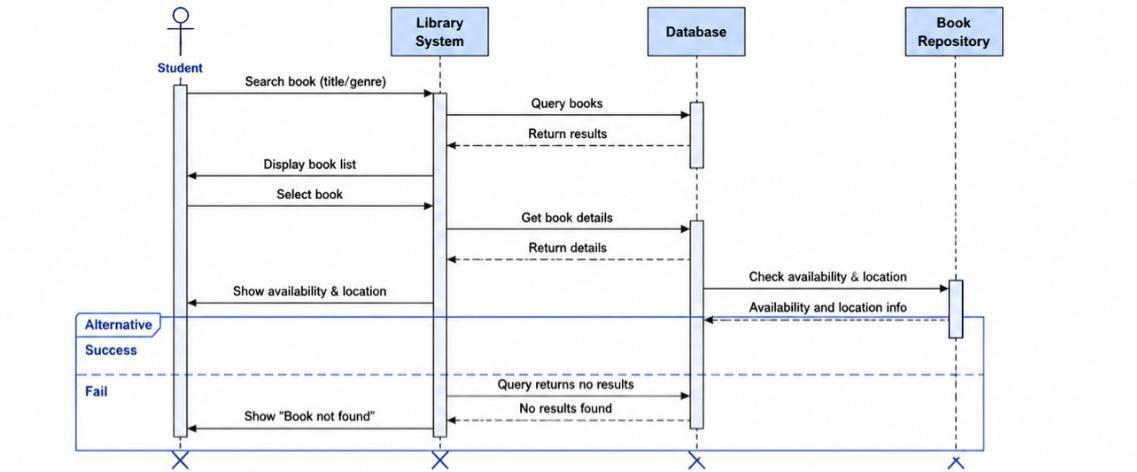 Library
System
Database
Book
Repository
Student
Search book (title/genre)
Query books
Return results
Display book list
Select book
Get book details
Return details
Check availability & location
Show availability & location
Availability and location info
Alternative
Success
Query returns no results
Fail
No results found
Show "Book not found"